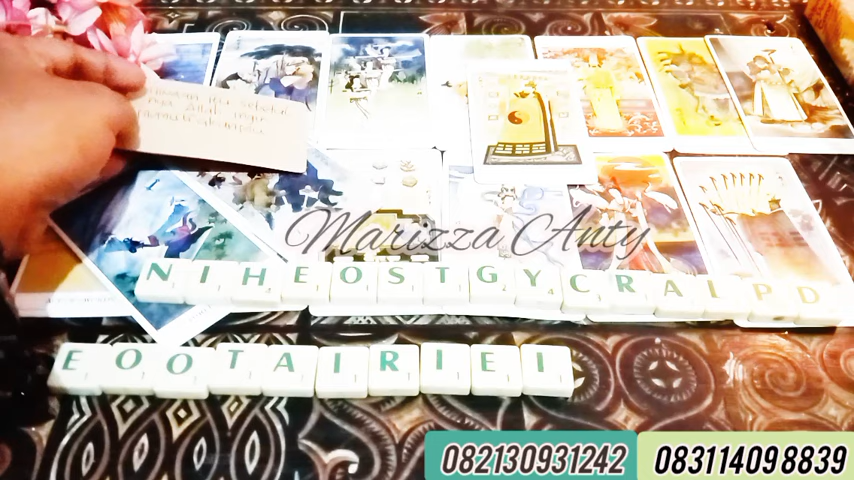 Marizza Anty
N I H E O S T G Y C R A L P D
E O O T A I R I E I
082130931242 083114098839